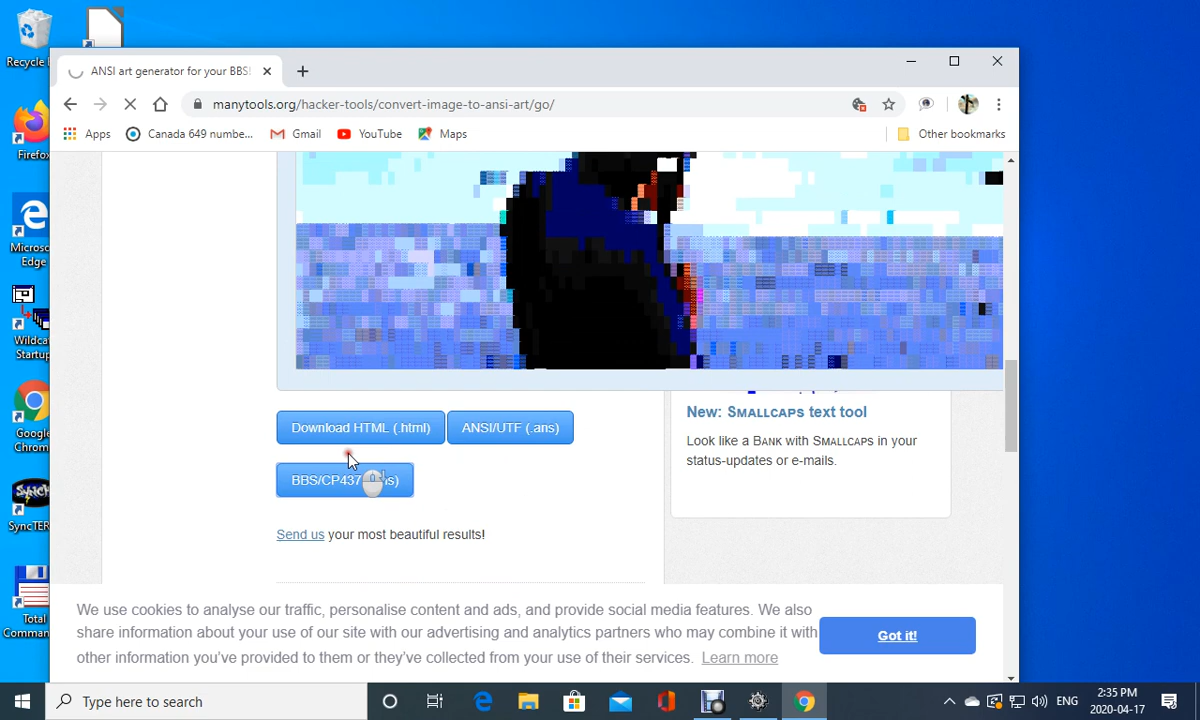 Recycle
ANSI art generator for your BBS!
manytools.org/hacker-tools/convert-image-to-ansi-art/go/
Apps Canada 649 numbe... Gmail YouTube Maps Other bookmarks
Firefox
Microso
Edge
Wildcat
Startup
Google
Chrom
SyncTER
Total
Comman
Download HTML (.html) ANSI/UTF (.ans)
BBS/CP437
Send us your most beautiful results!
New: Smallcaps text tool
Look like a Bank with Smallcaps in your
status-updates or e-mails.
We use cookies to analyse our traffic, personalise content and ads, and provide social media features. We also
share information about your use of our site with our advertising and analytics partners who may combine it with
other information you've provided to them or they've collected from your use of their services. Learn more
Got it!
Type here to search
ENG
2:35 PM
2020-04-17